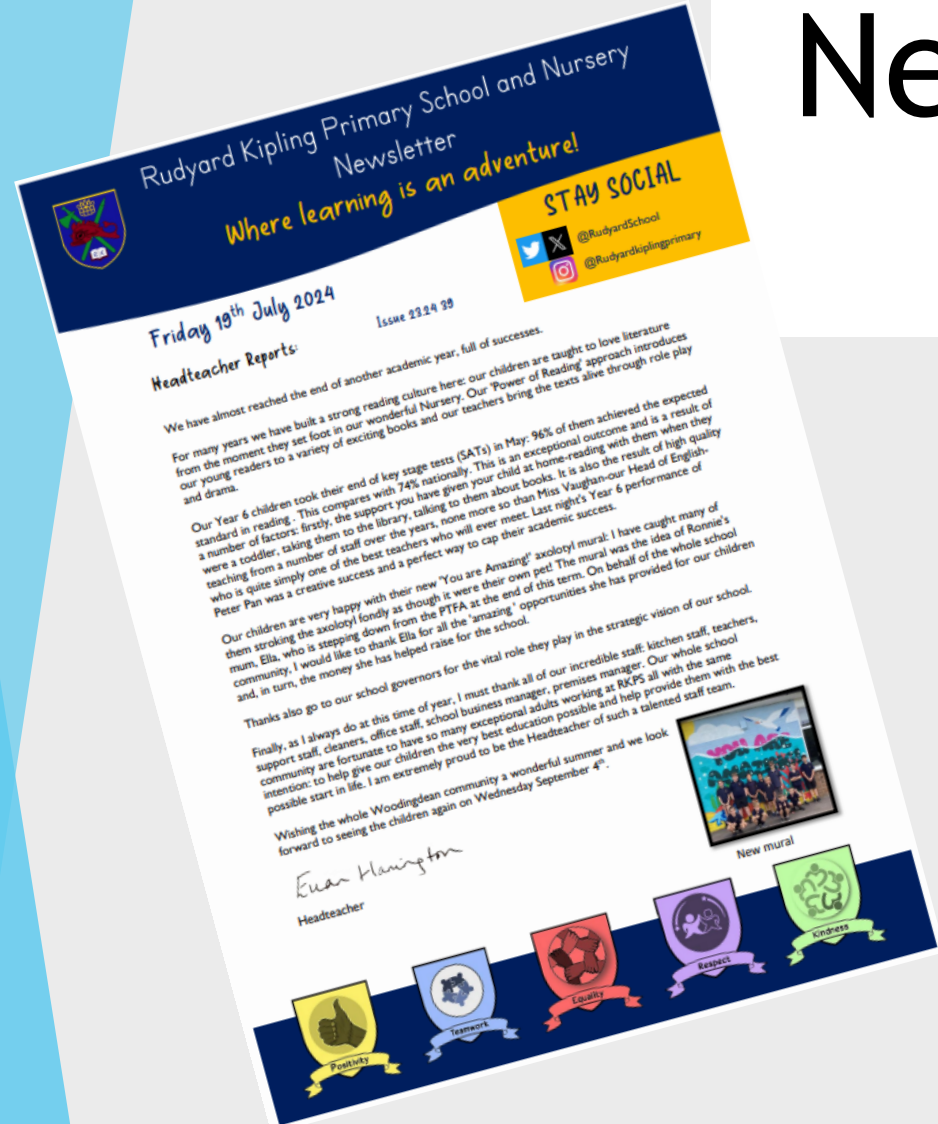 Ne
Rudyard Kipling Primary School and Nursery
Newsletter
Where learning is an adventure!
STAY SOCIAL
@RudyardSchool
@Rudyardkiplingprimary
Friday 19th July 2024
Issue 23.24 39
Headteacher Reports:
We have almost reached the end of another academic year, full of successes.
For many years we have built a strong reading culture here: our children are taught to love literature
from the moment they set foot in our wonderful Nursery. Our 'Power of Reading' approach introduces
our young readers to a variety of exciting books and our teachers bring the texts alive through role play
and drama.
Our Year 6 children took their end of key stage tests (SATs) in May: 96% of them achieved the expected
standard in reading . This compares with 74% nationally. This is an exceptional outcome and is a result of
a number of factors: firstly, the support you have given your child at home-reading with them when they
were a toddler, taking them to the library, talking to them about books. It is also the result of high quality
teaching from a number of staff over the years, none more so than Miss Vaughan-our Head of English-
who is quite simply one of the best teachers who will ever meet. Last night's Year 6 performance of
Peter Pan was a creative success and a perfect way to cap their academic success.
Our children are very happy with their new 'You are Amazing!' axolotyl mural: I have caught many of
them stroking the axolotyl fondly as though it were their own pet! The mural was the idea of Ronnie's
mum, Ella, who is stepping down from the PTFA at the end of this term. On behalf of the whole school
community, I would like to thank Ella for all the 'amazing ' opportunities she has provided for our children
and, in turn, the money she has helped raise for the school.
Thanks also go to our school governors for the vital role they play in the strategic vision of our school.
Finally, as I always do at this time of year, I must thank all of our incredible staff: kitchen staff, teachers,
support staff, cleaners, office staff, school business manager, premises manager. Our whole school
community are fortunate to have so many exceptional adults working at RKPS all with the same
intention: to help give our children the very best education possible and help provide them with the best
possible start in life. I am extremely proud to be the Headteacher of such a talented staff team.
Wishing the whole Woodingdean community a wonderful summer and we look
forward to seeing the children again on Wednesday September 4th.
Euan Hanington
Headteacher
YOU ARE
AMAZING
New mural
Positivity
Teamwork
Equality
Respect
Kindness